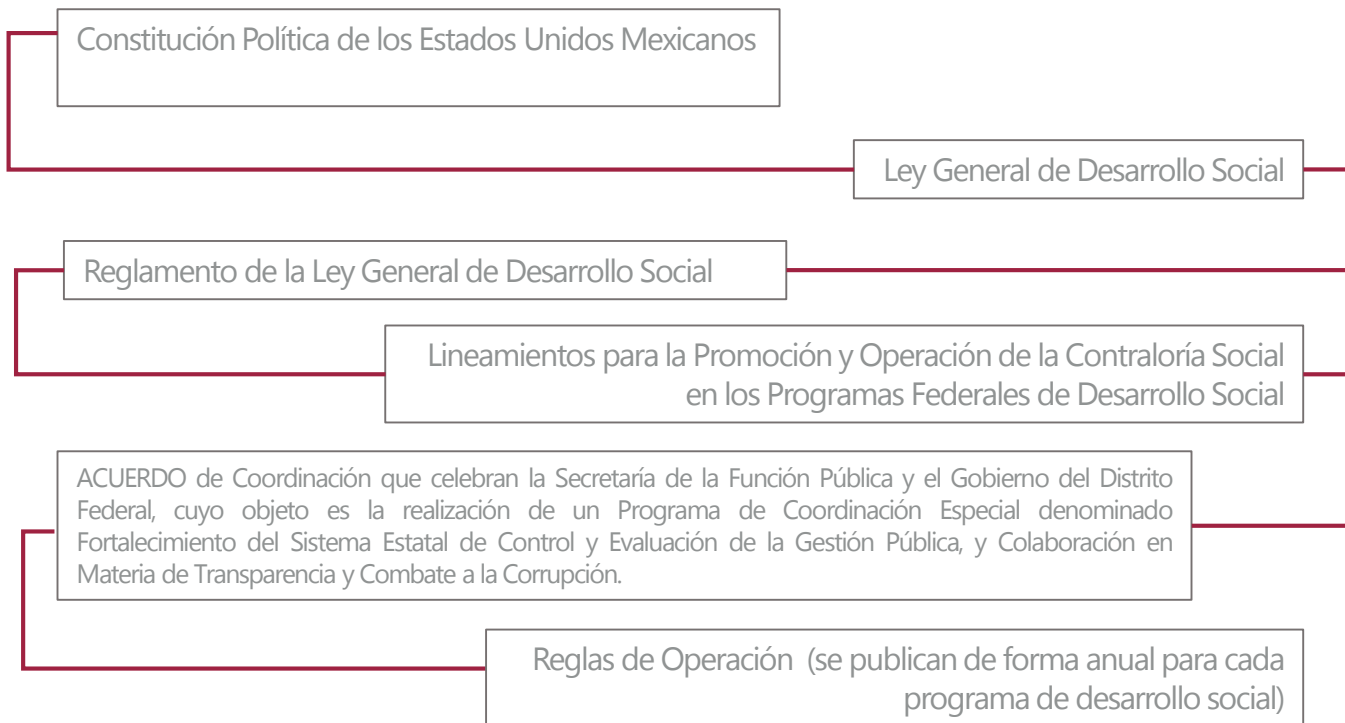 Constitución Política de los Estados Unidos Mexicanos
Ley General de Desarrollo Social
Reglamento de la Ley General de Desarrollo Social
Lineamientos para la Promoción y Operación de la Contraloría Social
en los Programas Federales de Desarrollo Social
ACUERDO de Coordinación que celebran la Secretaría de la Función Pública y el Gobierno del Distrito
Federal, cuyo objeto es la realización de un Programa de Coordinación Especial denominado
Fortalecimiento del Sistema Estatal de Control y Evaluación de la Gestión Pública, y Colaboración en
Materia de Transparencia y Combate a la Corrupción.
Reglas de Operación (se publican de forma anual para cada
programa de desarrollo social)